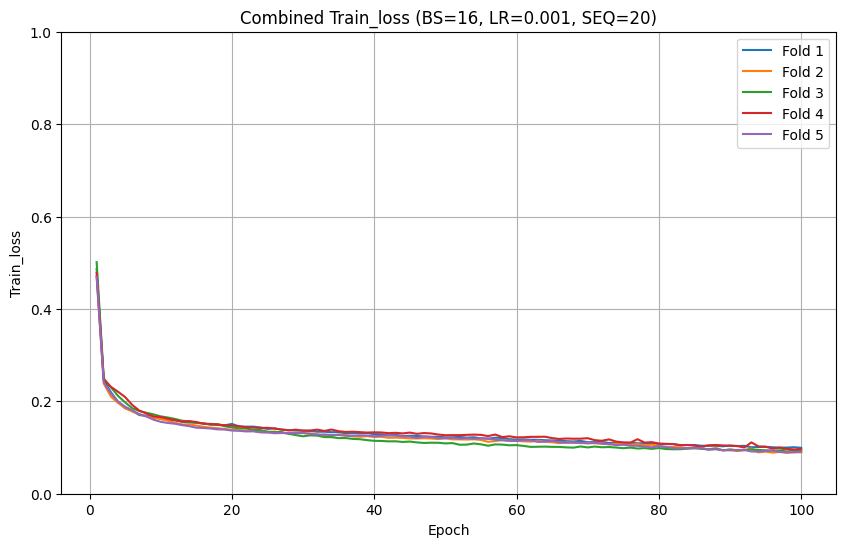 Combined Train_loss (BS=16, LR=0.001, SEQ=20)
1.0
0.8
0.6
0.4
0.2
0.0
Train_loss
0
20
40
60
80
100
Epoch
Fold 1
Fold 2
Fold 3
Fold 4
Fold 5